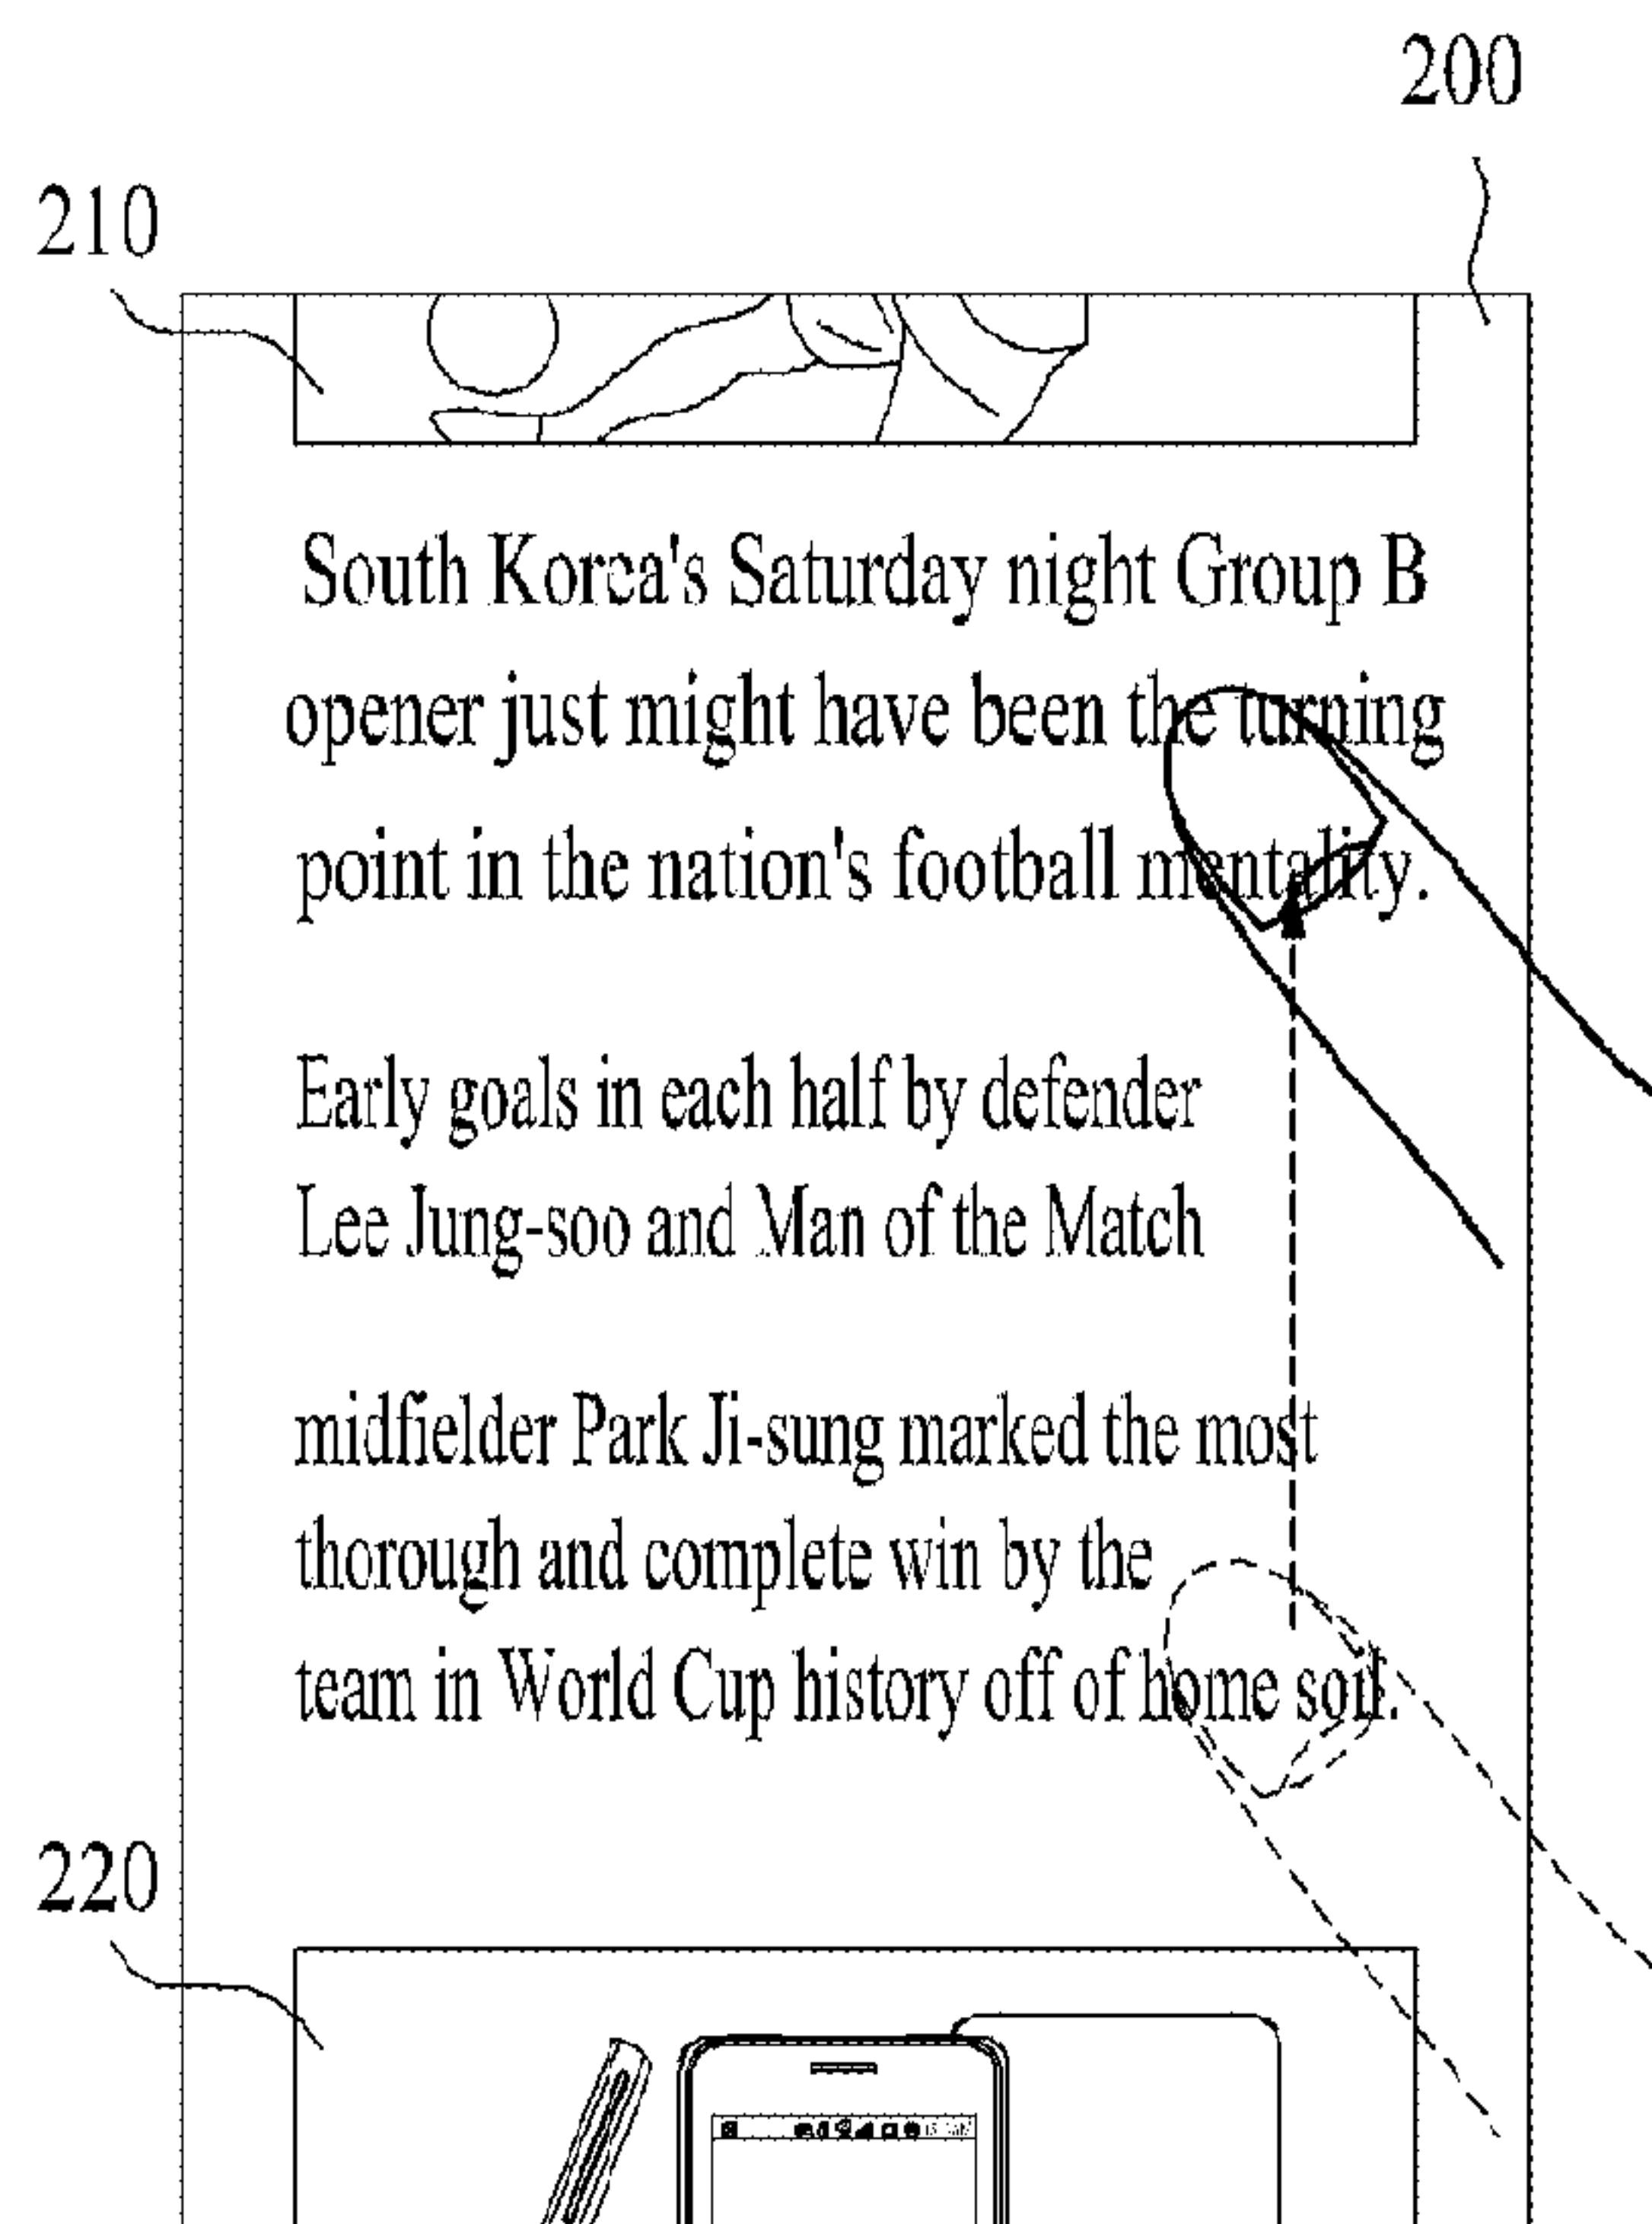 200
210
South Korea's Saturday night Group B
opener just might have been the turning
point in the nation's football mentality.
Early goals in each half by defender
Lee Jung-soo and Man of the Match
midfielder Park Ji-sung marked the most
thorough and complete win by the
team in World Cup history off of home soil.
220